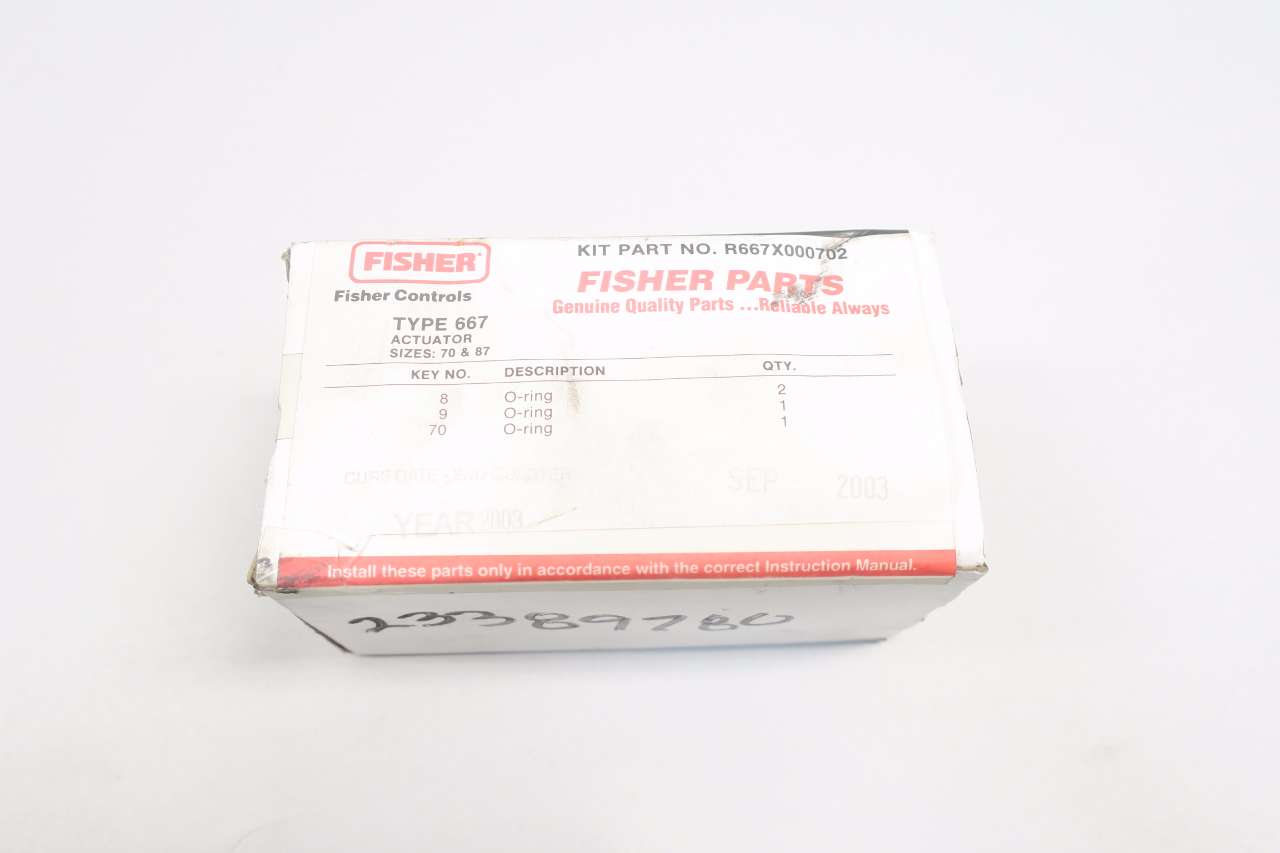 FISHER
Fisher Controls
KIT PART NO. R667X000702
FISHER PARTS
Genuine Quality Parts ...Reliable Always
TYPE 667
ACTUATOR
SIZES: 70 & 87
KEY NO. DESCRIPTION QTY.
8 O-ring 2
9 O-ring 1
70 O-ring 1
DATE SEP 2003
YEAR 2003
Install these parts only in accordance with the correct Instruction Manual.
23389780